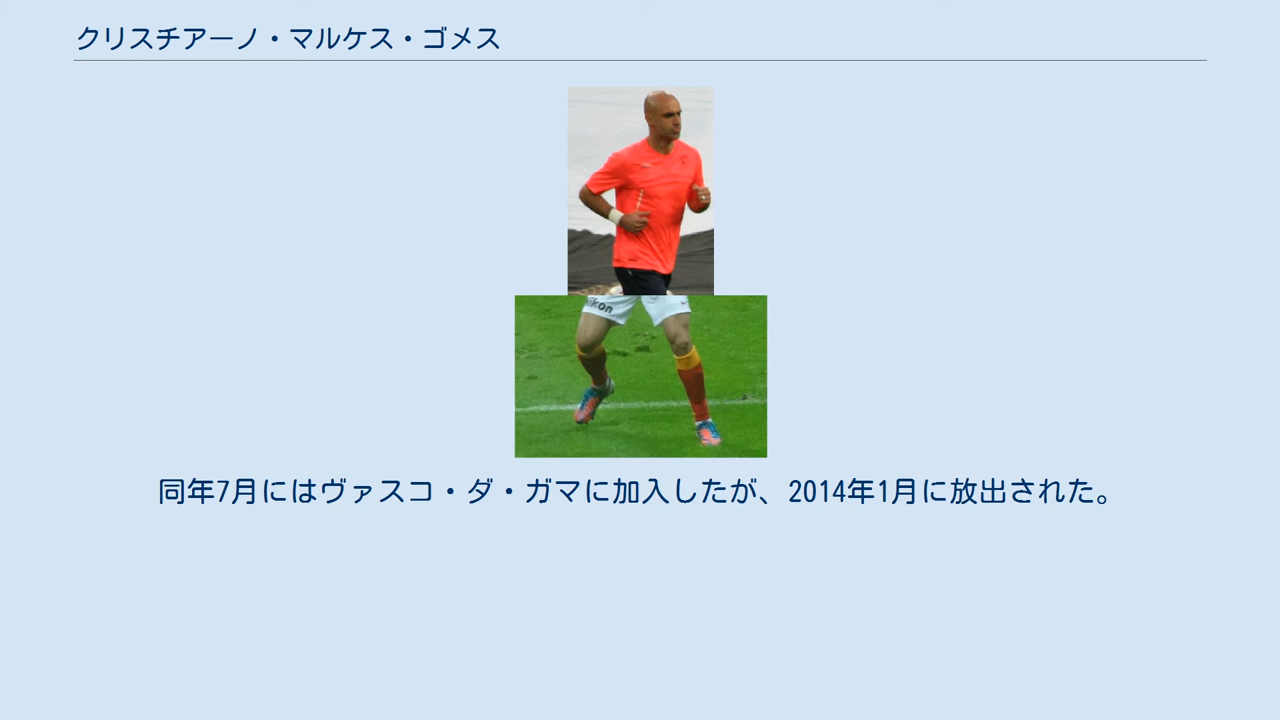 クリスチアーノ・マルケス・ゴメス
ikon
同年7月にはヴァスコ・ダ・ガマに加入したが、2014年1月に放出された。